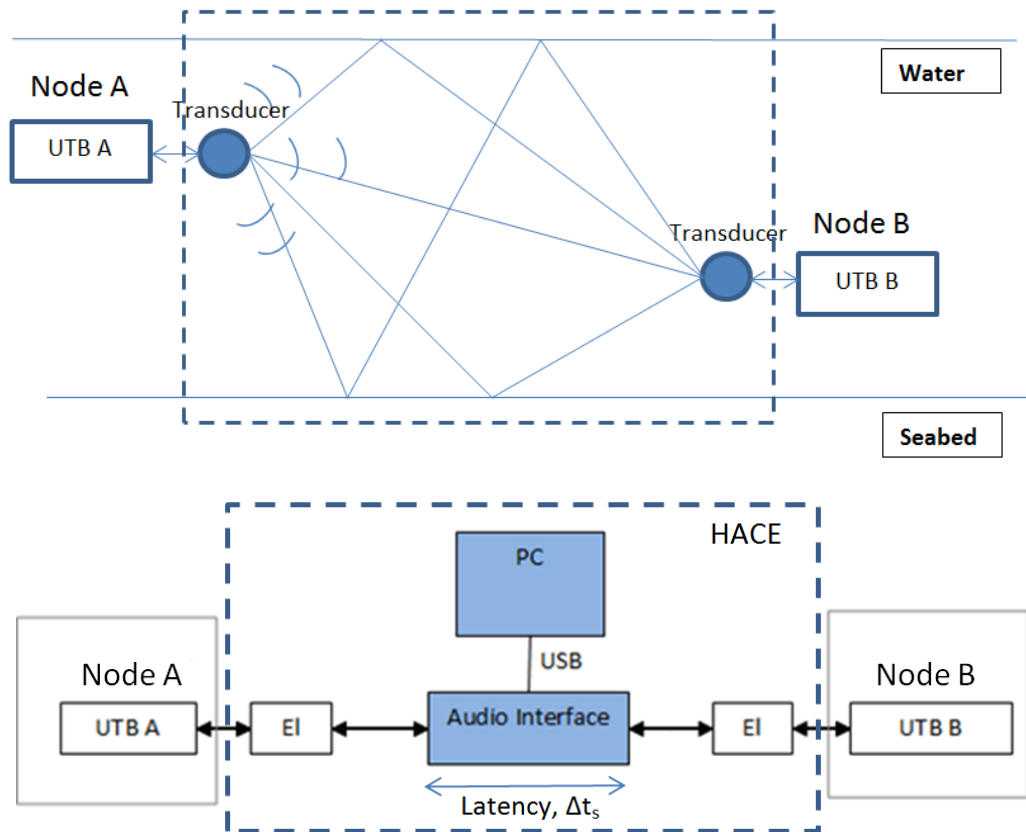 Water
Node A
Transducer
UTB A
Node B
Transducer
UTB B
Seabed
HACE
PC
USB
Node A
Node B
UTB A
EI
Audio Interface
EI
UTB B
Latency, Δtₛ